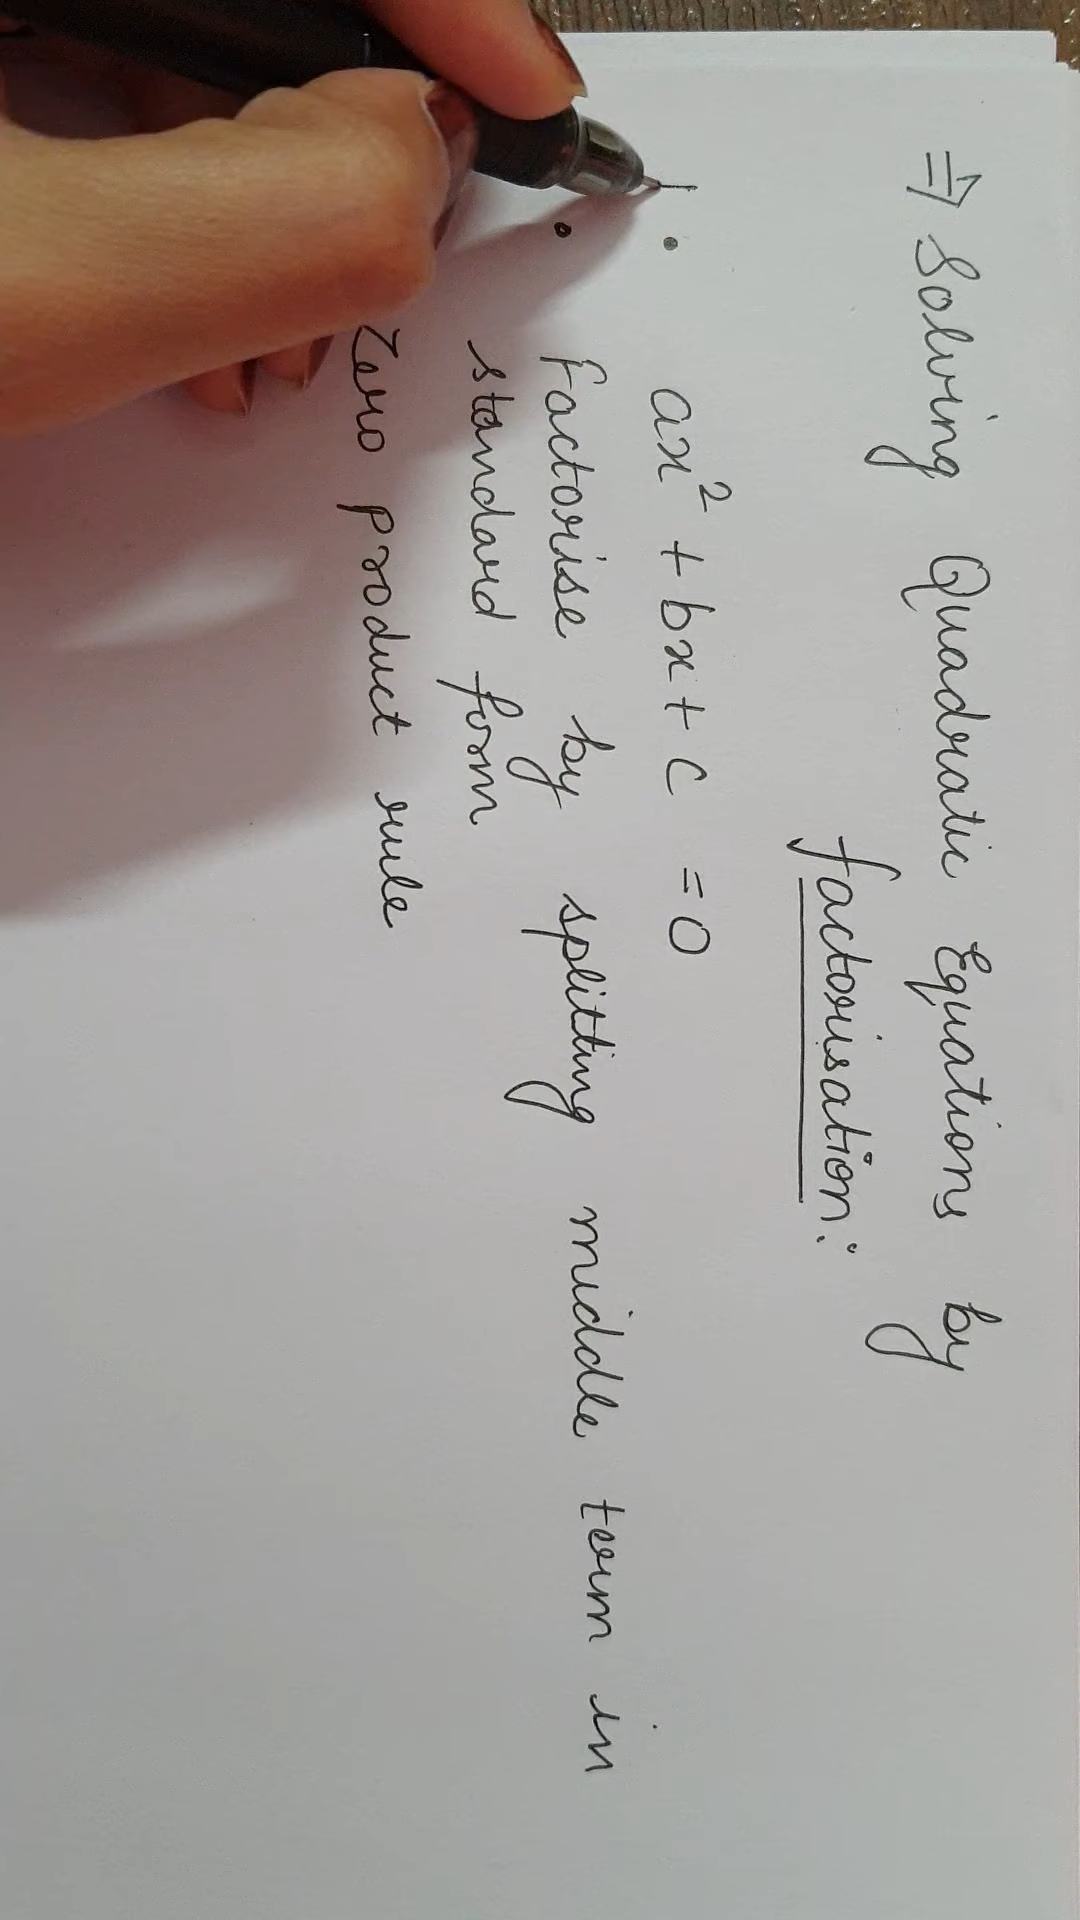 ⇒ Solving Quadratic Equations by
factorisation:
• ax² + bx + c = 0
• Factorise by splitting middle term in
standard form
Zero product rule